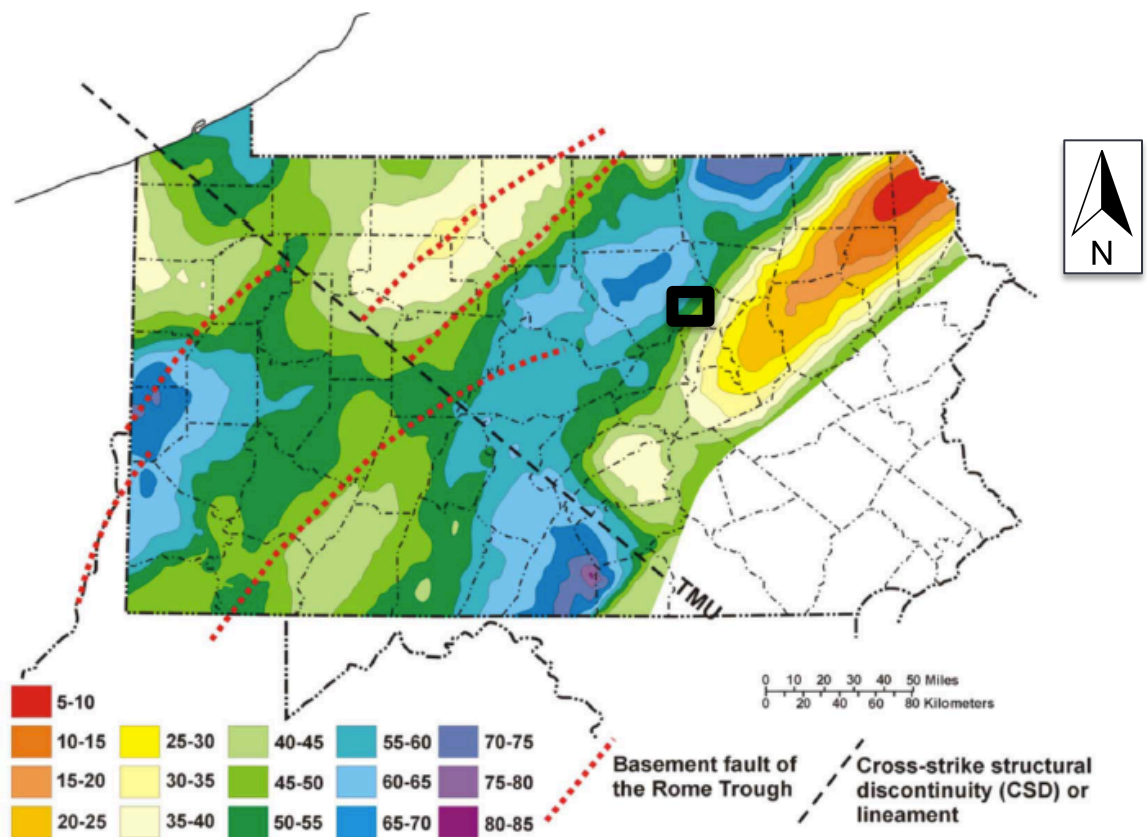 N
TMU
0 10 20 30 40 50 Miles
0 20 40 60 80 Kilometers
5-10
10-15 25-30 40-45 55-60 70-75
15-20 30-35 45-50 60-65 75-80
20-25 35-40 50-55 65-70 80-85
Basement fault of
the Rome Trough
Cross-strike structural
discontinuity (CSD) or
lineament